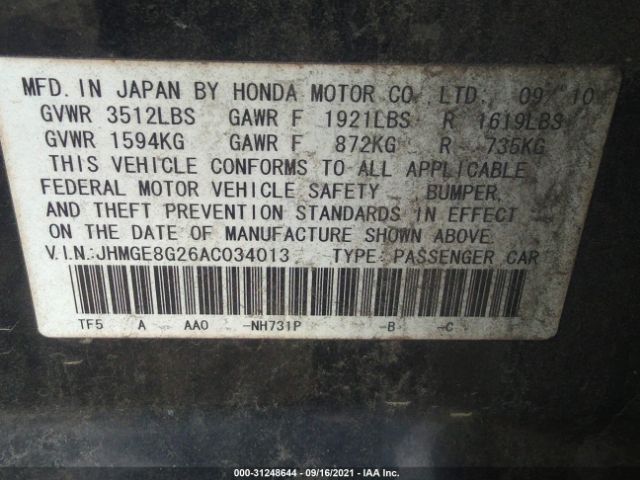 MFD. IN JAPAN BY HONDA MOTOR CO. LTD. 09 10
GVWR 3512LBS GAWR F 1921LBS R 1619LBS
GVWR 1594KG GAWR F 872KG R 735KG
THIS VEHICLE CONFORMS TO ALL APPLICABLE
FEDERAL MOTOR VEHICLE SAFETY, BUMPER,
AND THEFT PREVENTION STANDARDS IN EFFECT
ON THE DATE OF MANUFACTURE SHOWN ABOVE.
V.I.N.:JHMGE8G26AC034013 TYPE: PASSENGER CAR
TF5 A AAO -NH731P -B -C
000-31248644 - 09/16/2021 - IAA Inc.